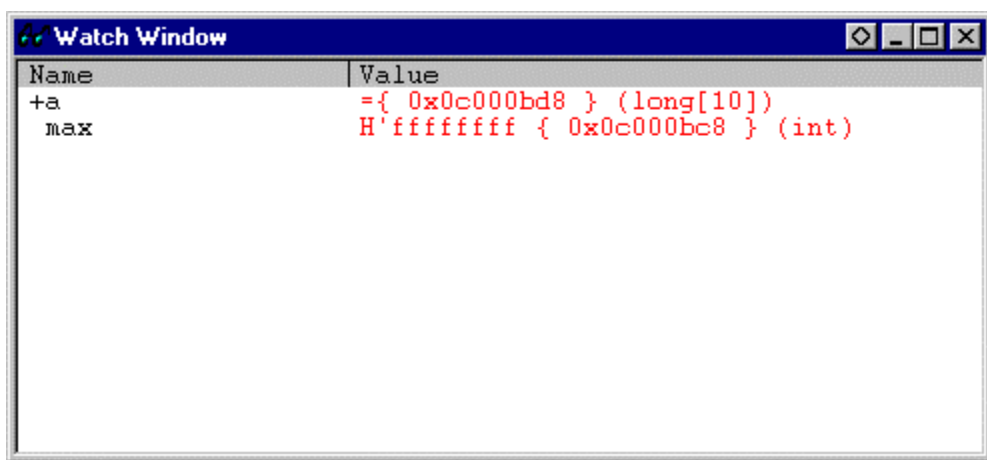 Watch Window
Name Value
+a ={ 0x0c000bd8 } (long[10])
max H'ffffffff { 0x0c000bc8 } (int)